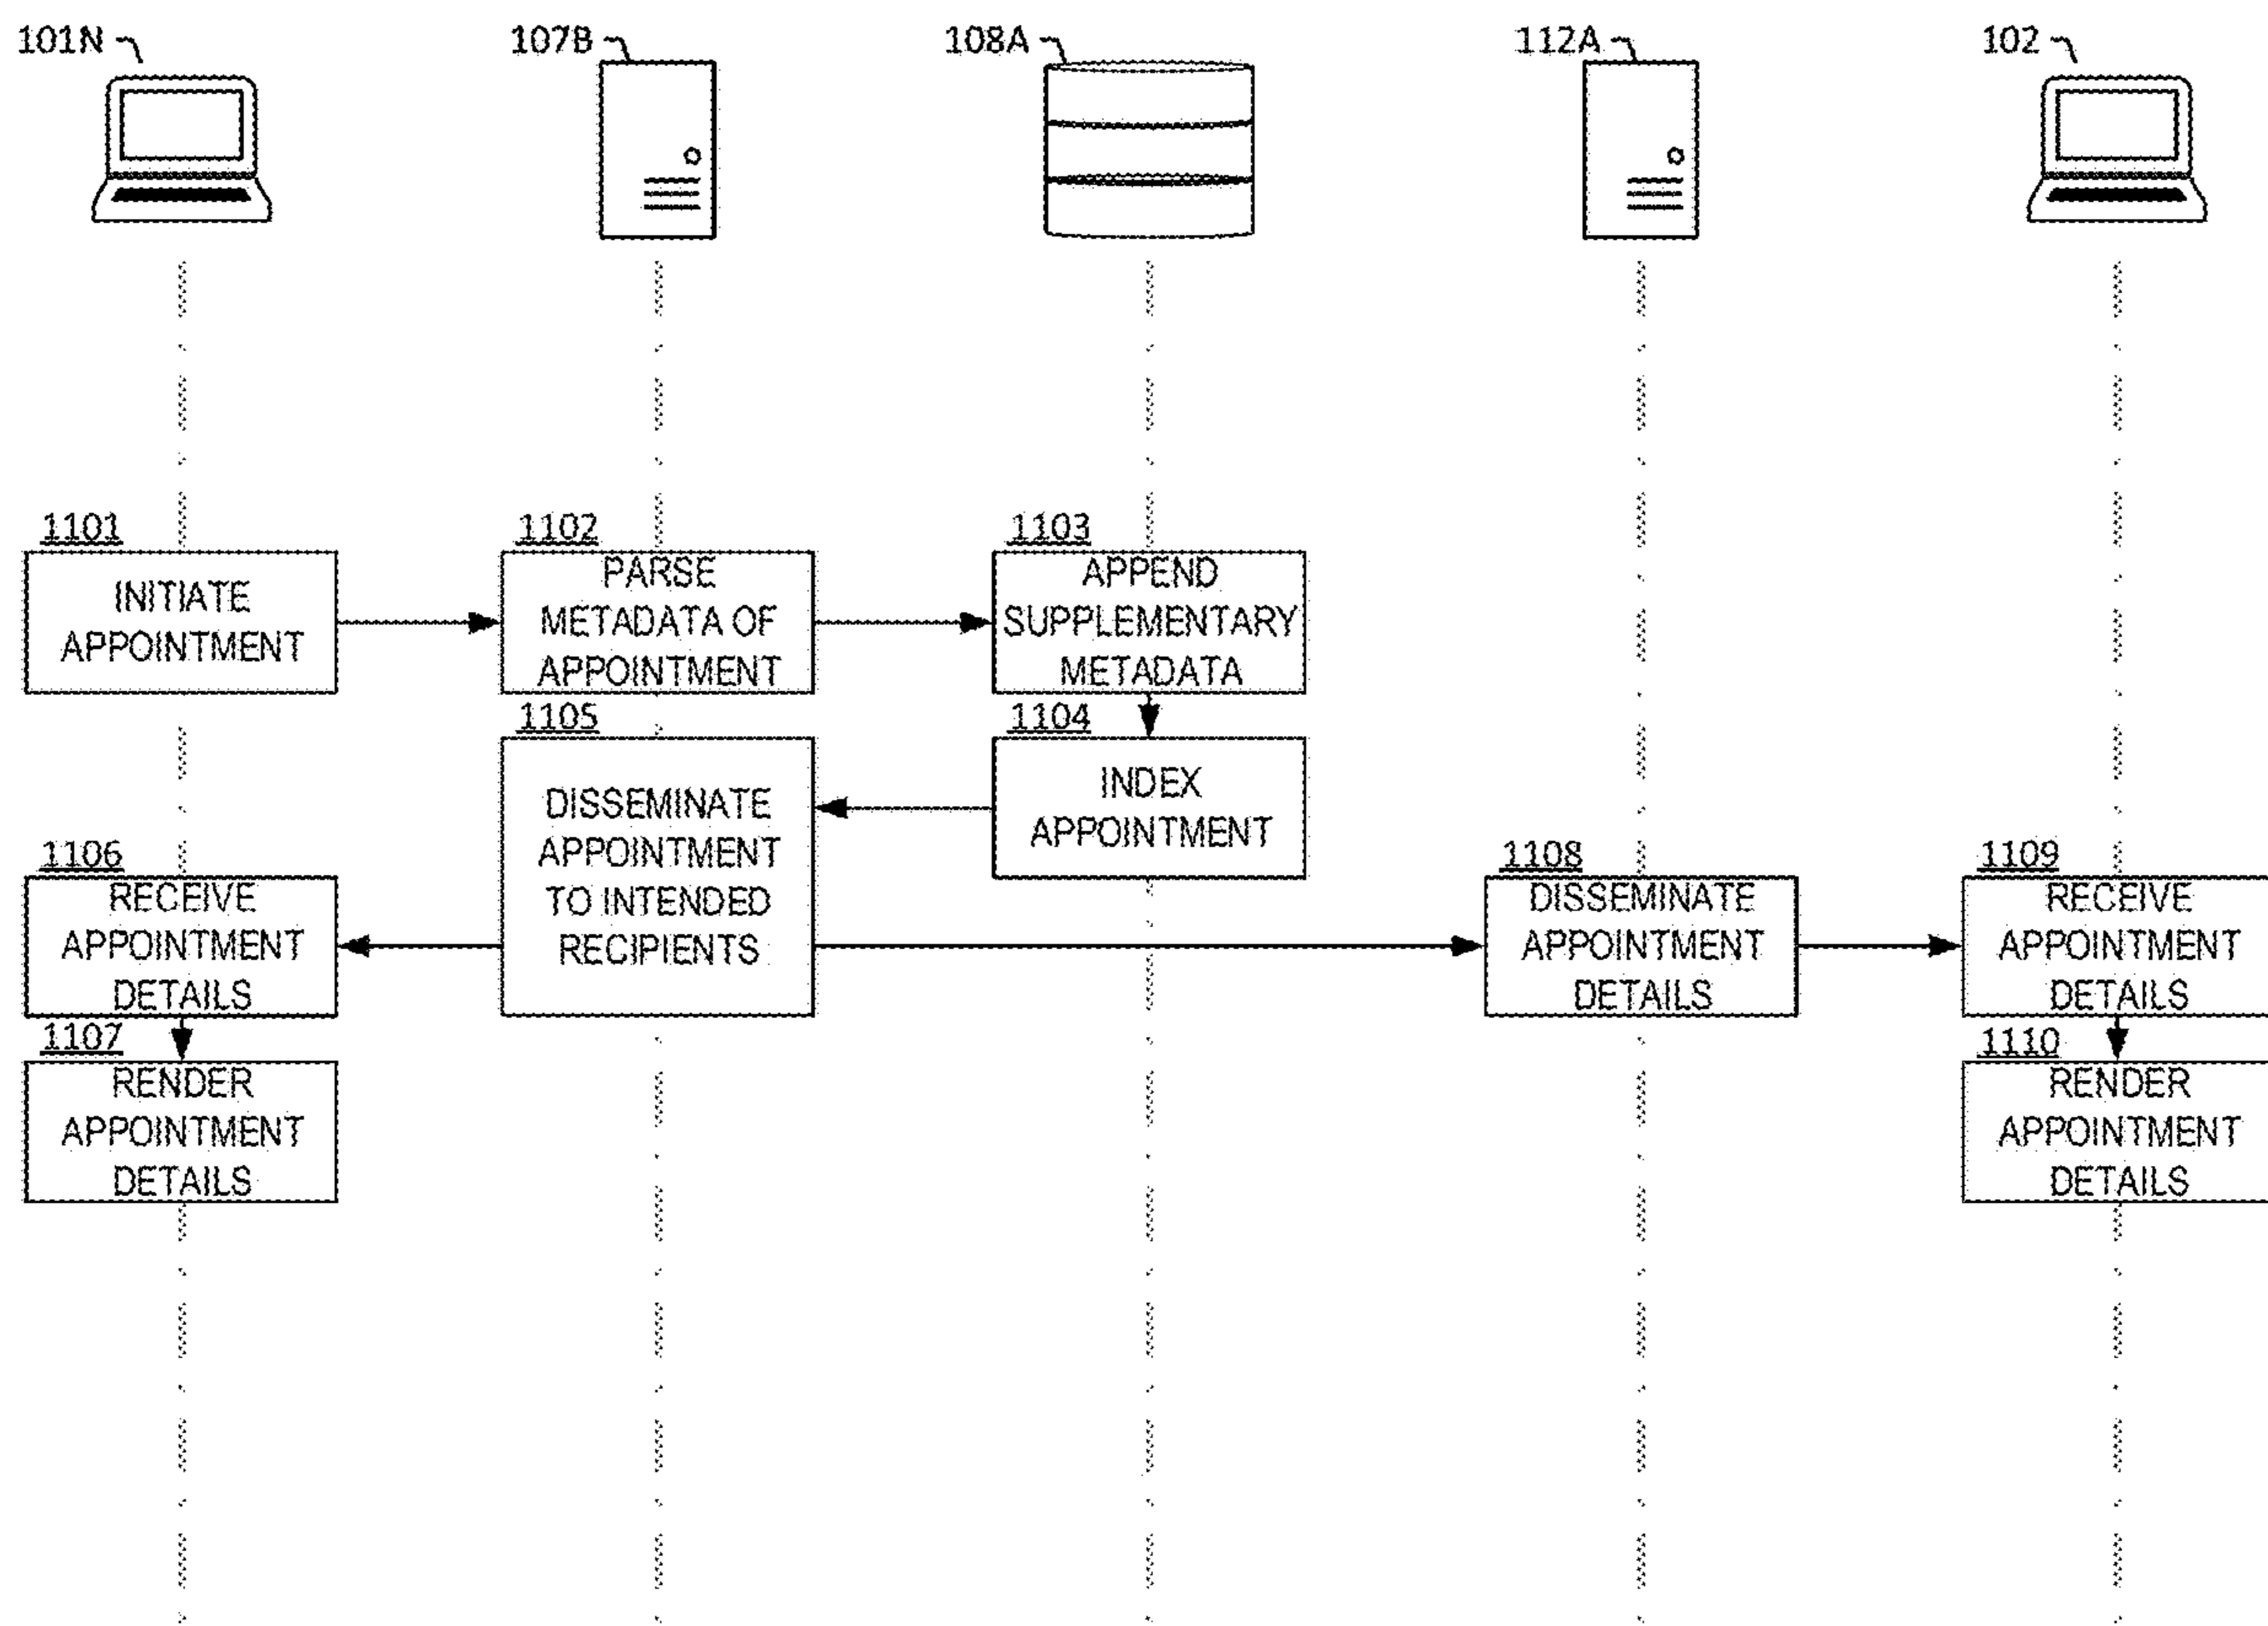 101N
107B
108A
112A
102
1101
INITIATE
APPOINTMENT
1102
PARSE
METADATA OF
APPOINTMENT
1103
APPEND
SUPPLEMENTARY
METADATA
1104
INDEX
APPOINTMENT
1105
DISSEMINATE
APPOINTMENT
TO INTENDED
RECIPIENTS
1106
RECEIVE
APPOINTMENT
DETAILS
1107
RENDER
APPOINTMENT
DETAILS
1108
DISSEMINATE
APPOINTMENT
DETAILS
1109
RECEIVE
APPOINTMENT
DETAILS
1110
RENDER
APPOINTMENT
DETAILS